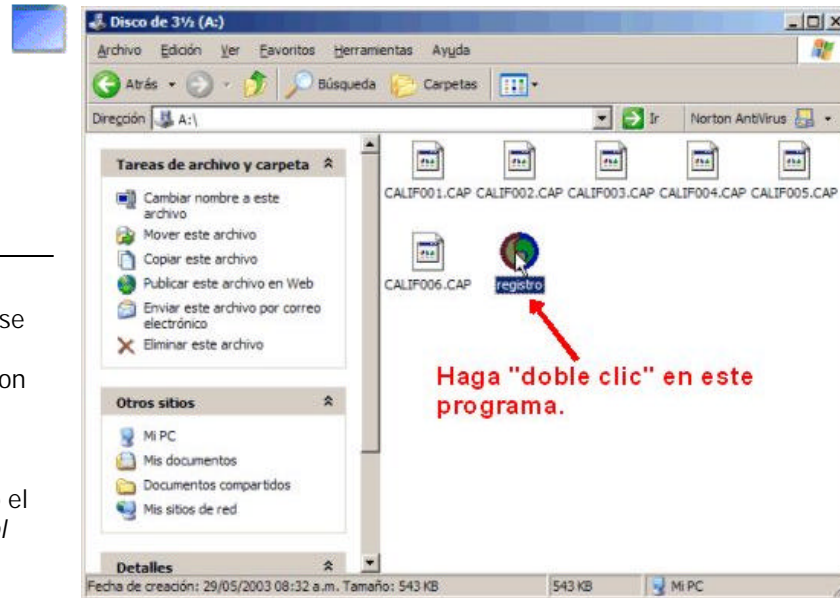 Disco de 3½ (A:)
Archivo Edición Ver Favoritos Herramientas Ayuda
Atrás Búsqueda Carpetas
Dirección A:\ Ir Norton AntiVirus
Tareas de archivo y carpeta
Cambiar nombre a este
archivo
Mover este archivo
Copiar este archivo
Publicar este archivo en Web
Enviar este archivo por correo
electrónico
Eliminar este archivo
Otros sitios
Mi PC
Mis documentos
Documentos compartidos
Mis sitios de red
Detalles
CALIF001.CAP CALIF002.CAP CALIF003.CAP CALIF004.CAP CALIF005.CAP
CALIF006.CAP registro
Haga "doble clic" en este
programa.
Fecha de creación: 29/05/2003 08:32 a.m. Tamaño: 543 KB 543 KB Mi PC
se
on
el